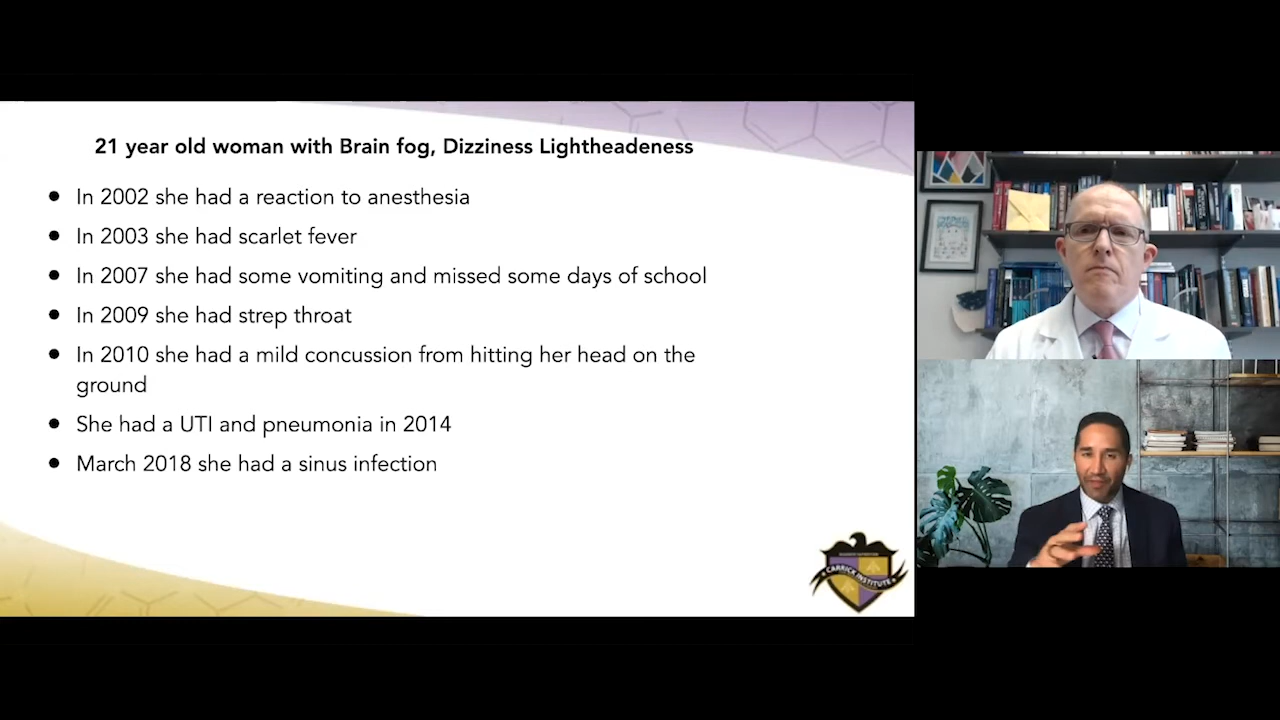 21 year old woman with Brain fog, Dizziness Lightheadeness
In 2002 she had a reaction to anesthesia
In 2003 she had scarlet fever
In 2007 she had some vomiting and missed some days of school
In 2009 she had strep throat
In 2010 she had a mild concussion from hitting her head on the
ground
She had a UTI and pneumonia in 2014
March 2018 she had a sinus infection
CARRICK INSTITUTE